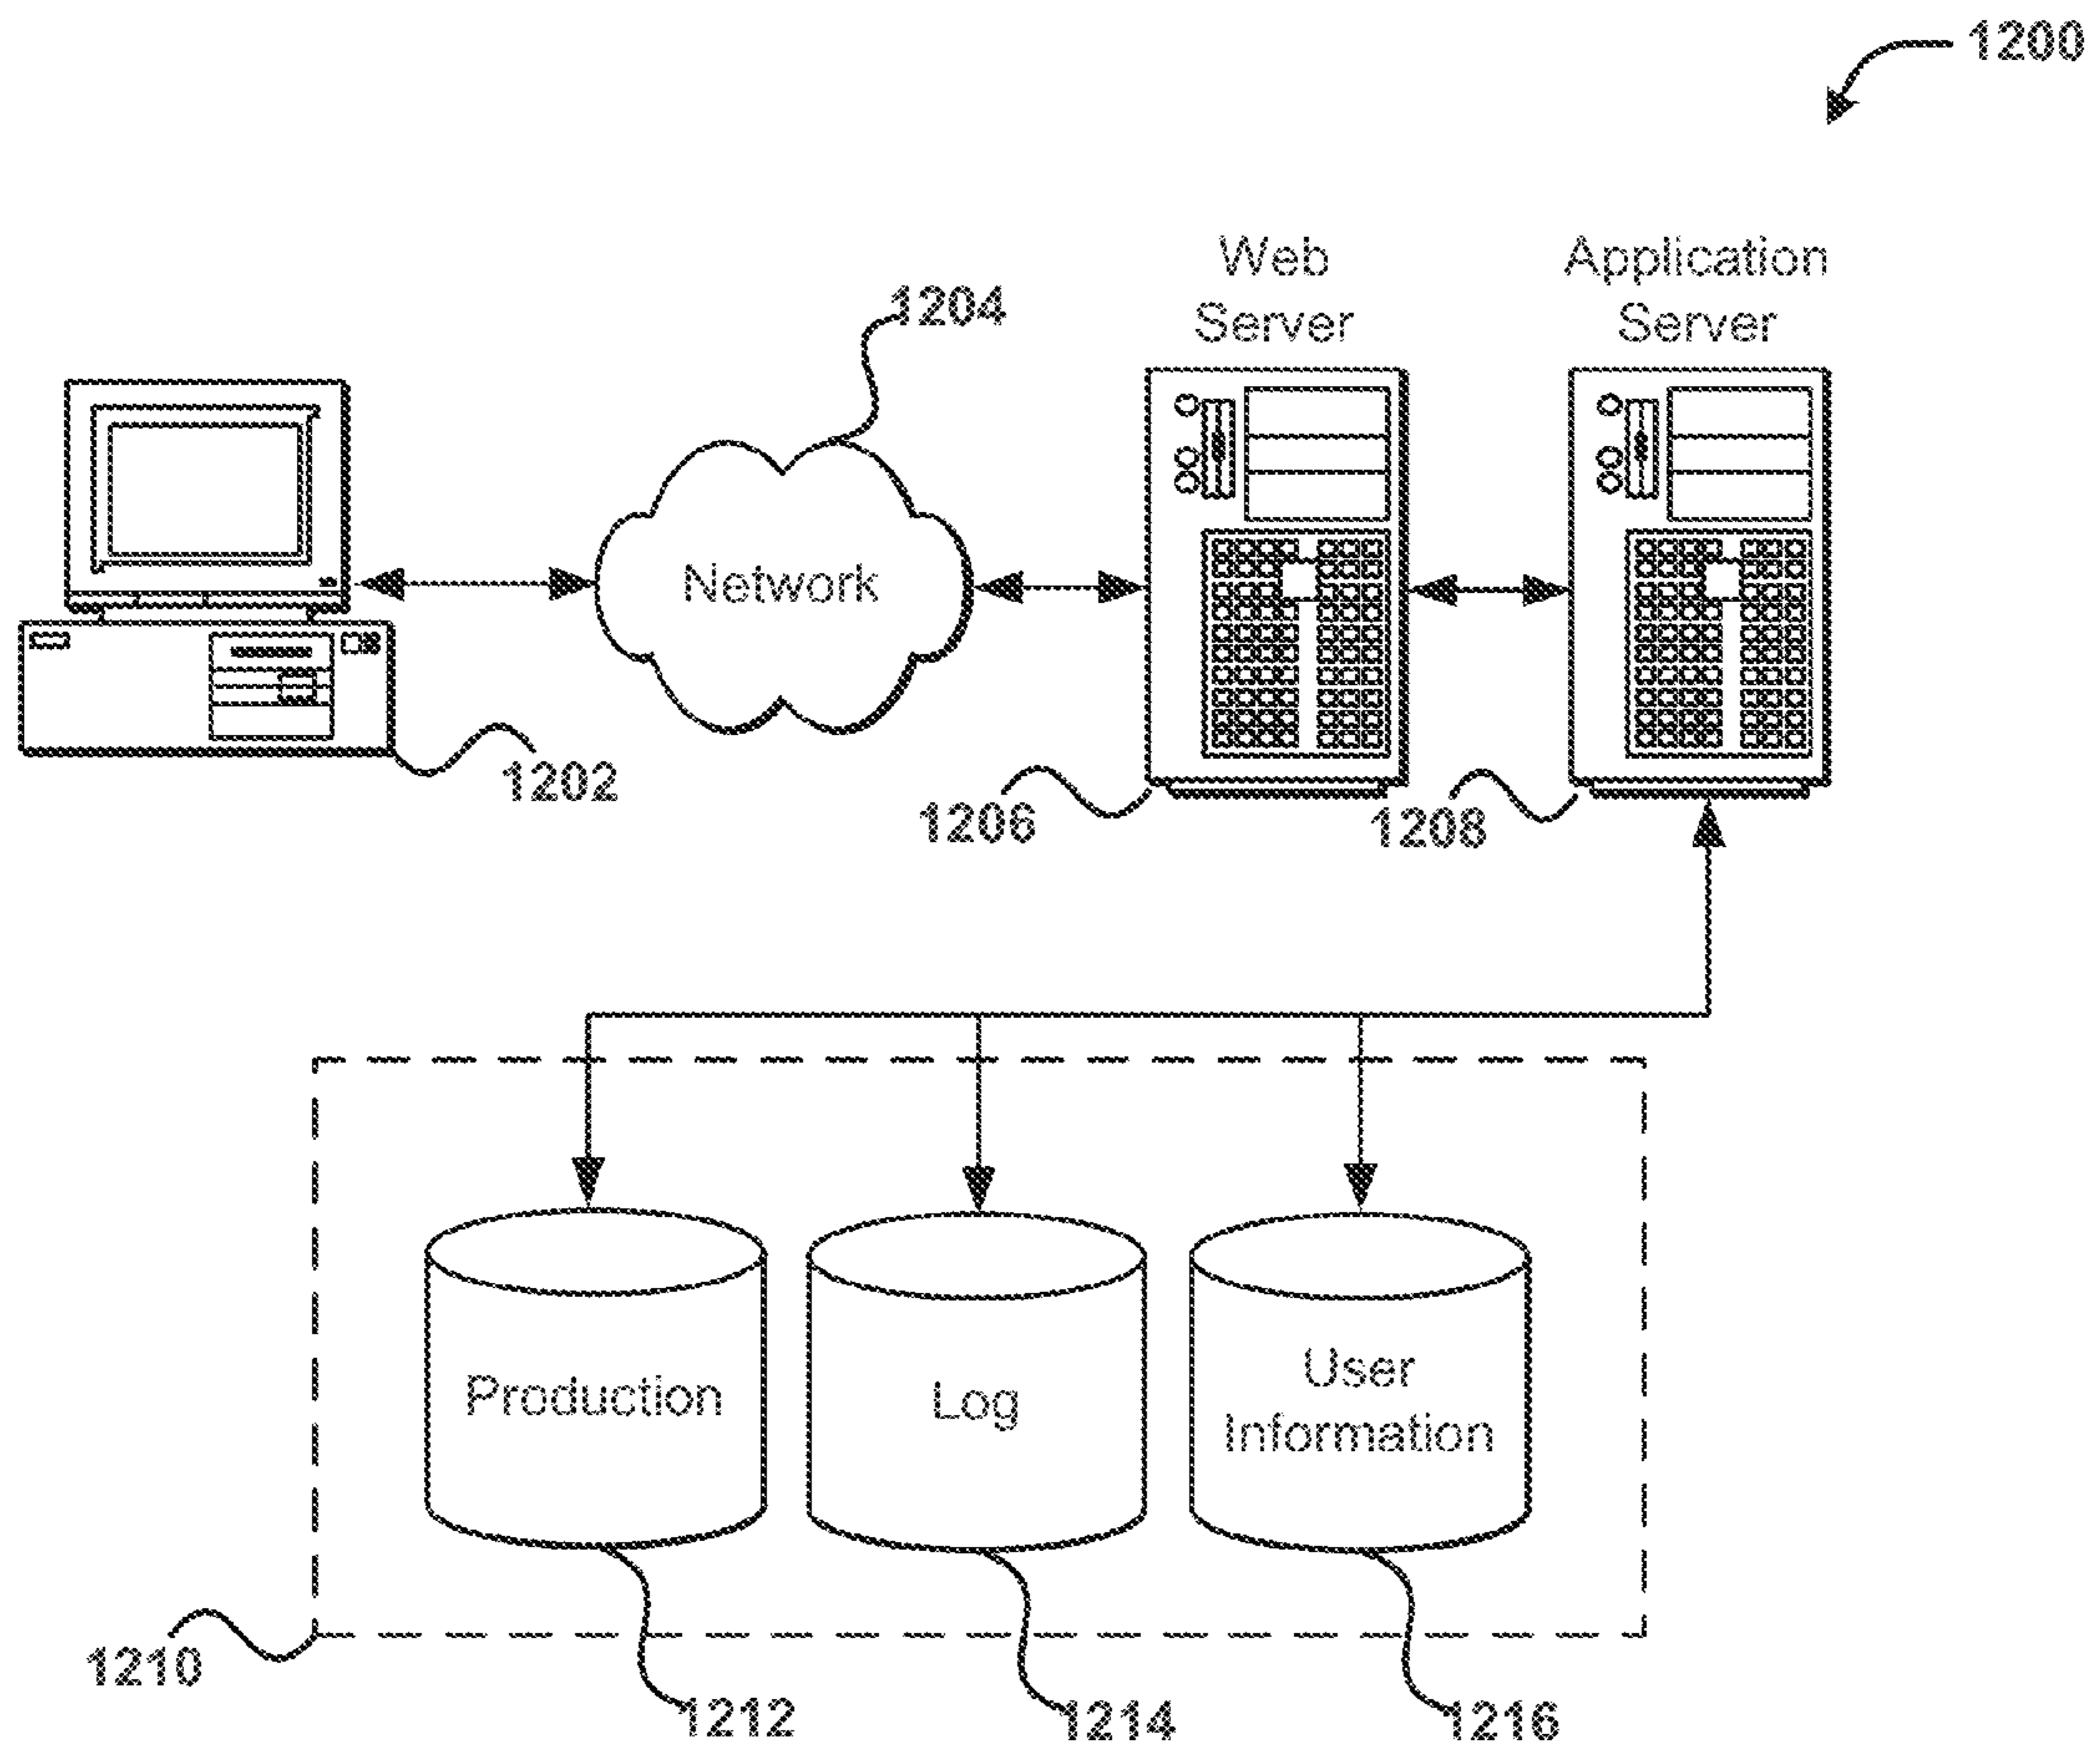 1200
Web
Server
Application
Server
1204
Network
1202
1206
1208
Production
Log
User
Information
1210
1212
1214
1216